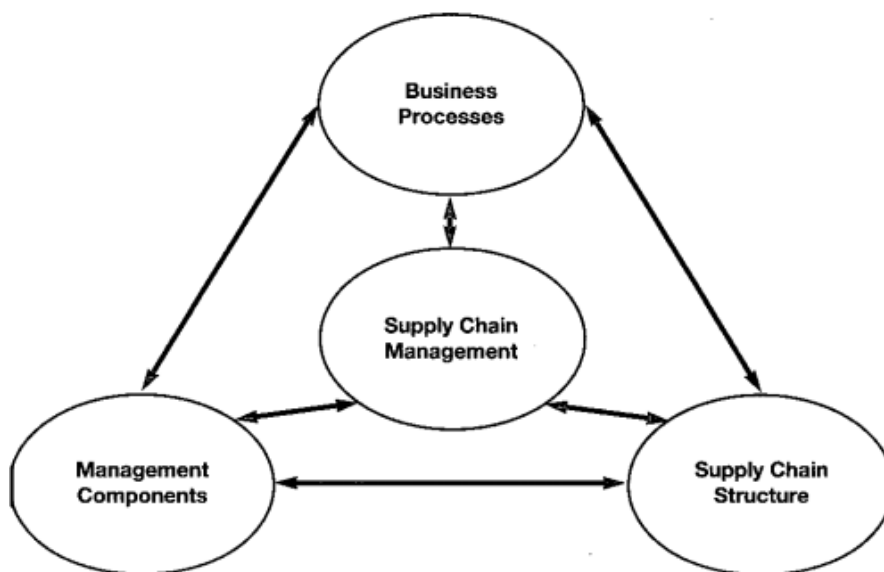 Business
Processes
Supply Chain
Management
Management
Components
Supply Chain
Structure